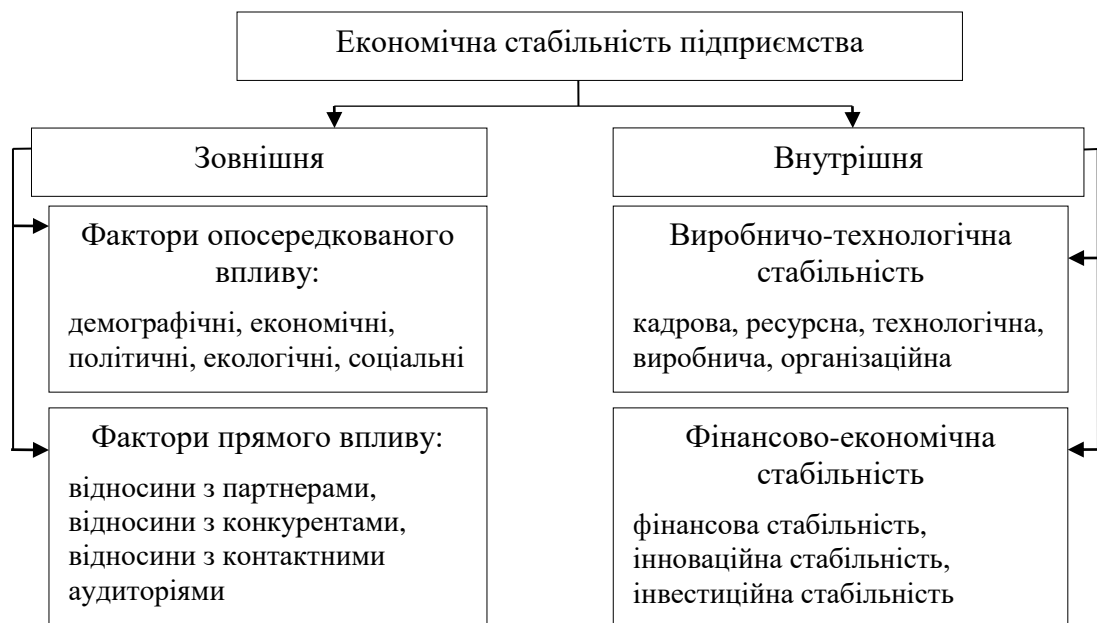 Економічна стабільність підприємства
Зовнішня
Фактори опосередкованого
впливу:
демографічні, економічні,
політичні, екологічні, соціальні
Фактори прямого впливу:
відносини з партнерами,
відносини з конкурентами,
відносини з контактними
аудиторіями
Внутрішня
Виробничо-технологічна
стабільність
кадрова, ресурсна, технологічна,
виробнича, організаційна
Фінансово-економічна
стабільність
фінансова стабільність,
інноваційна стабільність,
інвестиційна стабільність